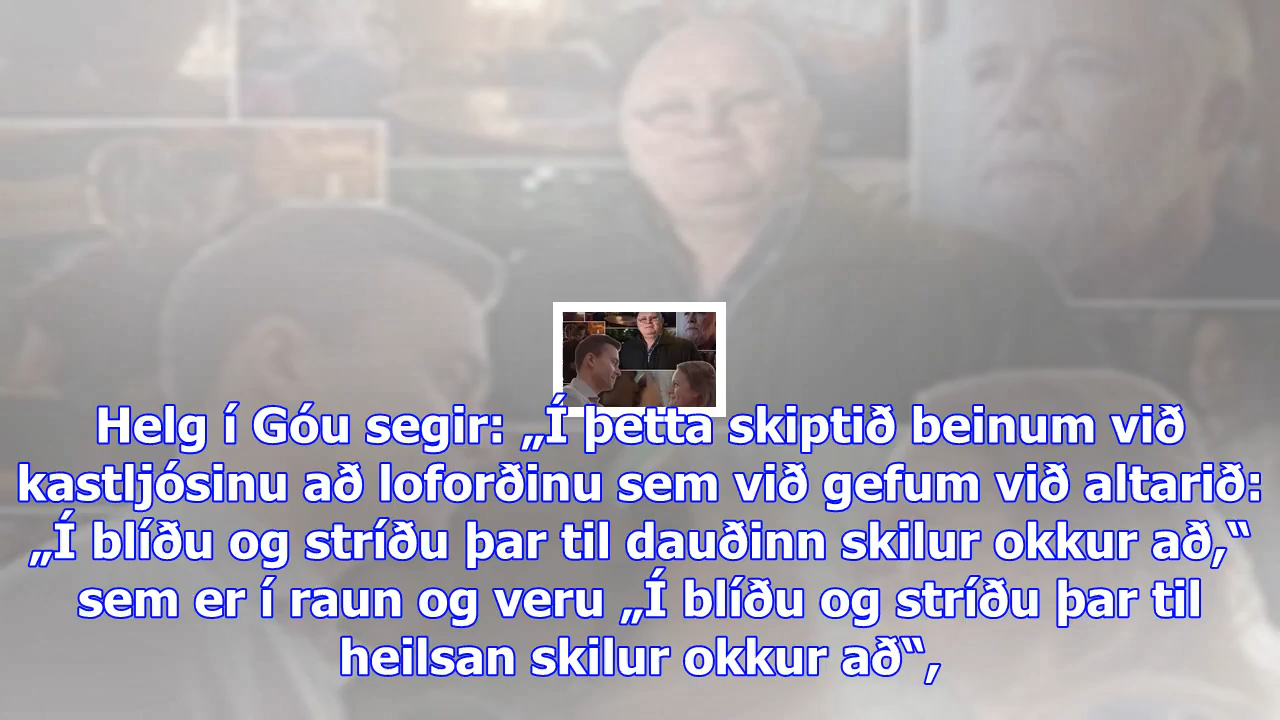 Helg í Góu segir: „Í þetta skiptið beinum við
kastljósinu að loforðinu sem við gefum við altarið:
„Í blíðu og stríðu þar til dauðinn skilur okkur að,“
sem er í raun og veru „Í blíðu og stríðu þar til
heilsan skilur okkur að“,